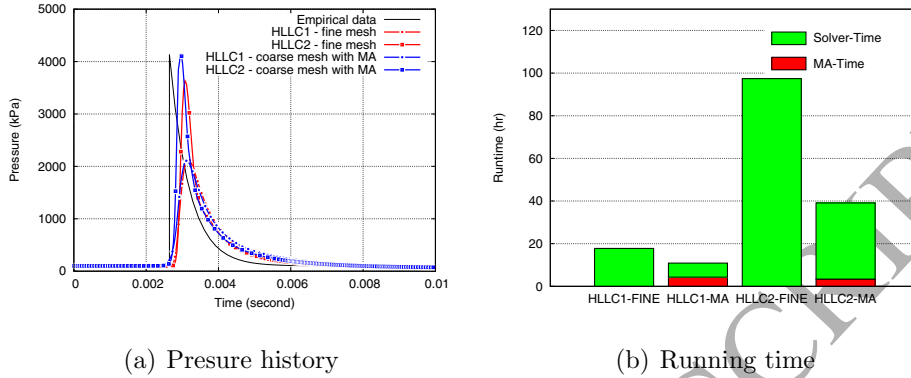 5000
4000
3000
2000
1000
0
Pressure (kPa)
Empirical data
HLLC1 - fine mesh
HLLC2 - fine mesh
HLLC1 - coarse mesh with MA
HLLC2 - coarse mesh with MA
0 0.002 0.004 0.006 0.008 0.01
Time (second)
(a) Presure history
120
100
80
60
40
20
0
Runtime (hr)
Solver-Time
MA-Time
HLLC1-FINE HLLC1-MA HLLC2-FINE HLLC2-MA
(b) Running time